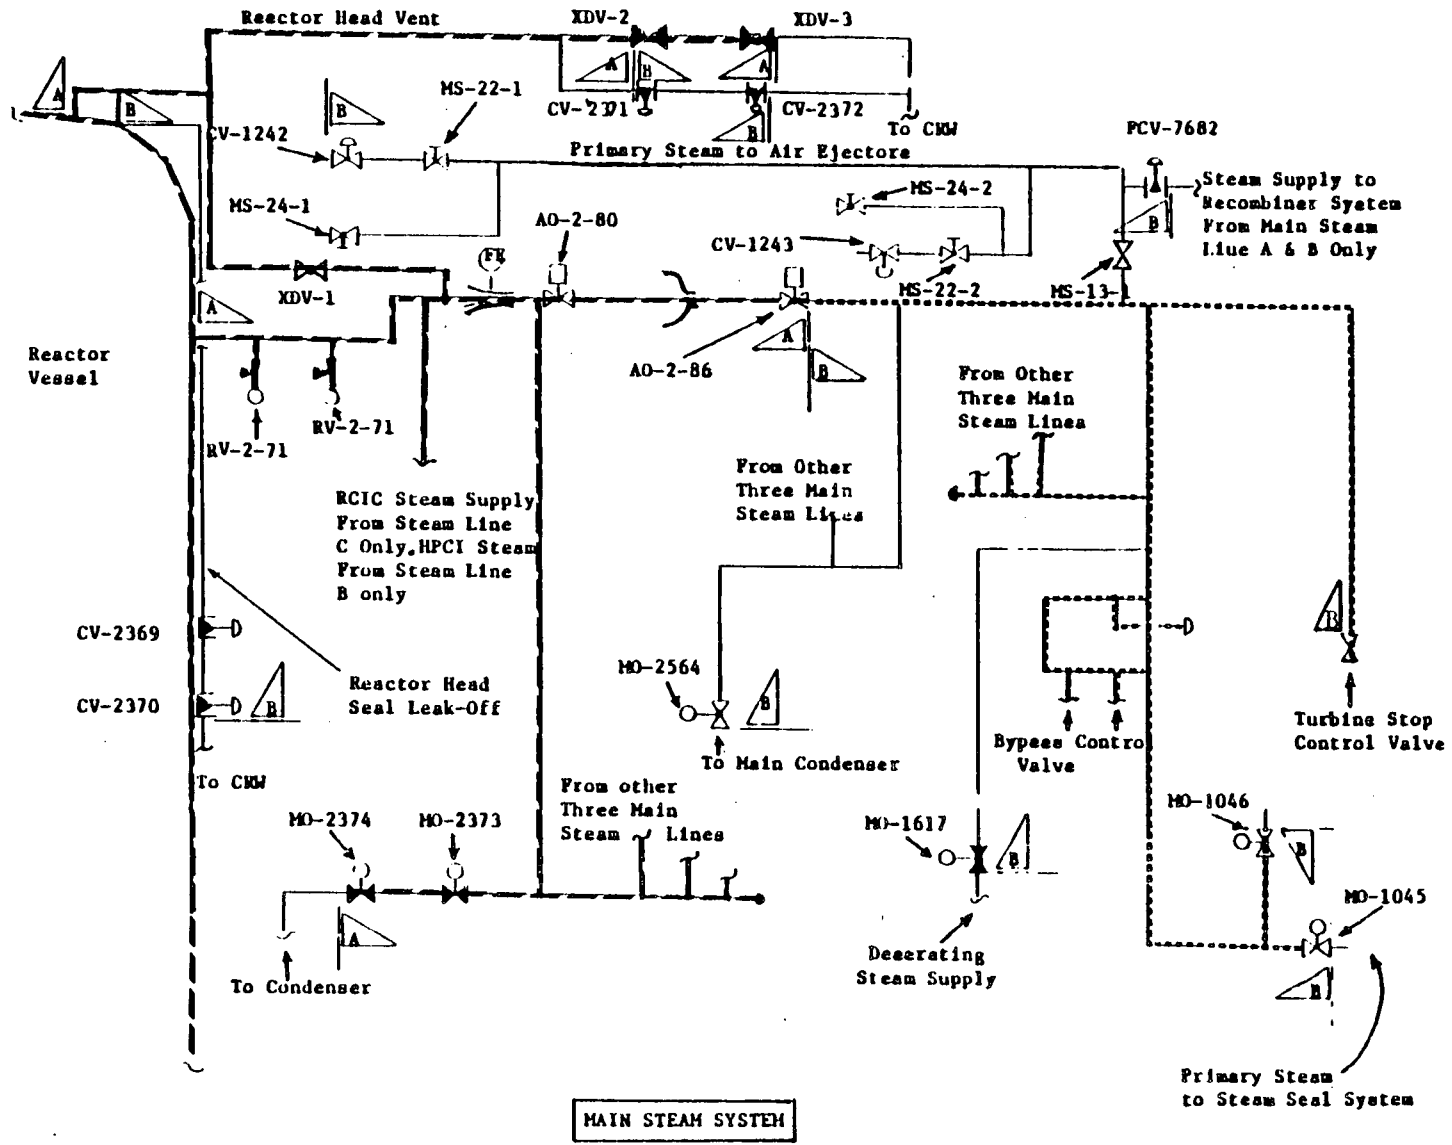 Reactor Head Vent
XDV-2
XDV-3
A
B
A
A
B
MS-22-1
B
CV-2371
CV-2372
B
To CRW
CV-1242
Primary Steam to Air Ejectors
PCV-7682
Steam Supply to
Recombiner System
From Main Steam
Line A & B Only
B
MS-24-1
AO-2-80
MS-24-2
CV-1243
FE
XDV-1
MS-22-2
MS-13-1
A
Reactor
Vessel
A
B
AO-2-86
RV-2-71
RV-2-71
From Other
Three Main
Steam Lines
From Other
Three Main
Steam Lines
RCIC Steam Supply
From Steam Line
C Only. HPCI Steam
From Steam Line
B only
CV-2369
CV-2370
B
Reactor Head
Seal Leak-Off
MO-2564
B
To Main Condenser
Bypass Control
Valve
B
Turbine Stop
Control Valve
To CRW
From other
Three Main
Steam Lines
MO-2374
MO-2373
A
To Condenser
MO-1617
B
Deaerating
Steam Supply
MO-1046
B
MO-1045
B
Primary Steam
to Steam Seal System
MAIN STEAM SYSTEM